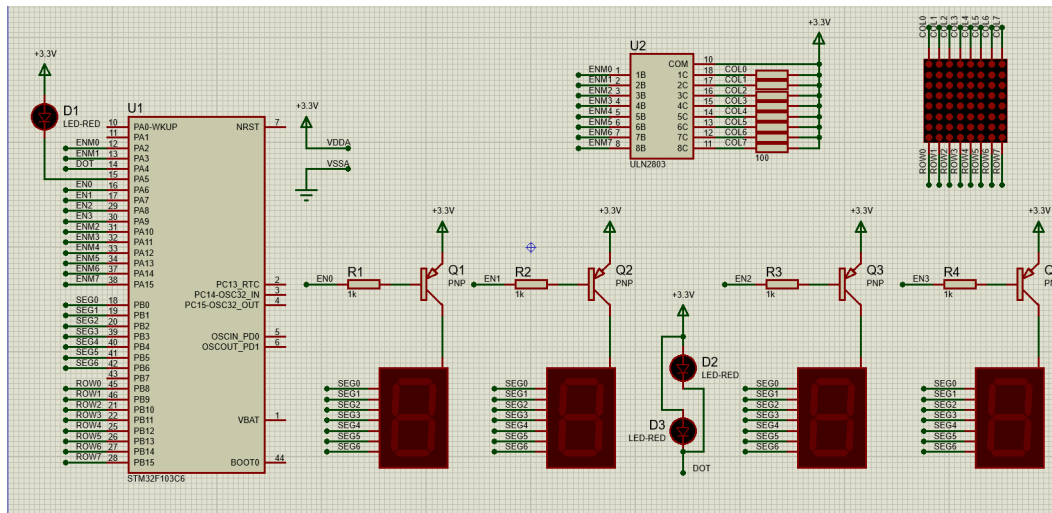 +3.3V
D1
LED-RED
U1
10 PA0-WKUP NRST 7
11 PA1
ENM0 12 PA2
ENM1 13 PA3
DOT 14 PA4
15 PA5
EN0 16 PA6
EN1 17 PA7
EN2 29 PA8
EN3 30 PA9
ENM2 31 PA10
ENM3 32 PA11
ENM4 33 PA12
ENM5 34 PA13
ENM6 37 PA14
ENM7 38 PA15
PC13_RTC 2
PC14-OSC32_IN 3
PC15-OSC32_OUT 4
SEG0 18 PB0
SEG1 19 PB1
SEG2 20 PB2
SEG3 39 PB3
SEG4 40 PB4
SEG5 41 PB5
SEG6 42 PB6
43 PB7
ROW0 45 PB8
ROW1 46 PB9
ROW2 21 PB10
ROW3 22 PB11
ROW4 25 PB12
ROW5 26 PB13
ROW6 27 PB14
ROW7 28 PB15
OSCIN_PD0 5
OSCOUT_PD1 6
VBAT 1
BOOT0 44
STM32F103C6
+3.3V
VDDA
VSSA
U2
+3.3V
COM 10
ENM0 1 1B 1C 18 COL0
ENM1 2 2B 2C 17 COL1
ENM2 3 3B 3C 16 COL2
ENM3 4 4B 4C 15 COL3
ENM4 5 5B 5C 14 COL4
ENM5 6 6B 6C 13 COL5
ENM6 7 7B 7C 12 COL6
ENM7 8 8B 8C 11 COL7
ULN2803
100
COL0
COL1
COL2
COL3
COL4
COL5
COL6
COL7
ROW0
ROW1
ROW2
ROW3
ROW4
ROW5
ROW6
ROW7
+3.3V
EN0 R1 Q1
1k PNP
SEG0
SEG1
SEG2
SEG3
SEG4
SEG5
SEG6
+3.3V
EN1 R2 Q2
1k PNP
SEG0
SEG1
SEG2
SEG3
SEG4
SEG5
SEG6
+3.3V
D2
LED-RED
D3
LED-RED
DOT
+3.3V
EN2 R3 Q3
1k PNP
SEG0
SEG1
SEG2
SEG3
SEG4
SEG5
SEG6
+3.3V
EN3 R4
1k PNP
SEG0
SEG1
SEG2
SEG3
SEG4
SEG5
SEG6